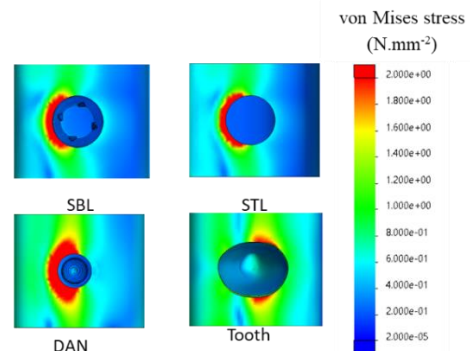 von Mises stress
(N.mm⁻²)
2.000e+00
1.800e+00
1.600e+00
1.400e+00
1.200e+00
1.000e+00
8.000e-01
6.000e-01
4.000e-01
2.000e-01
2.000e-05
SBL
STL
DAN
Tooth